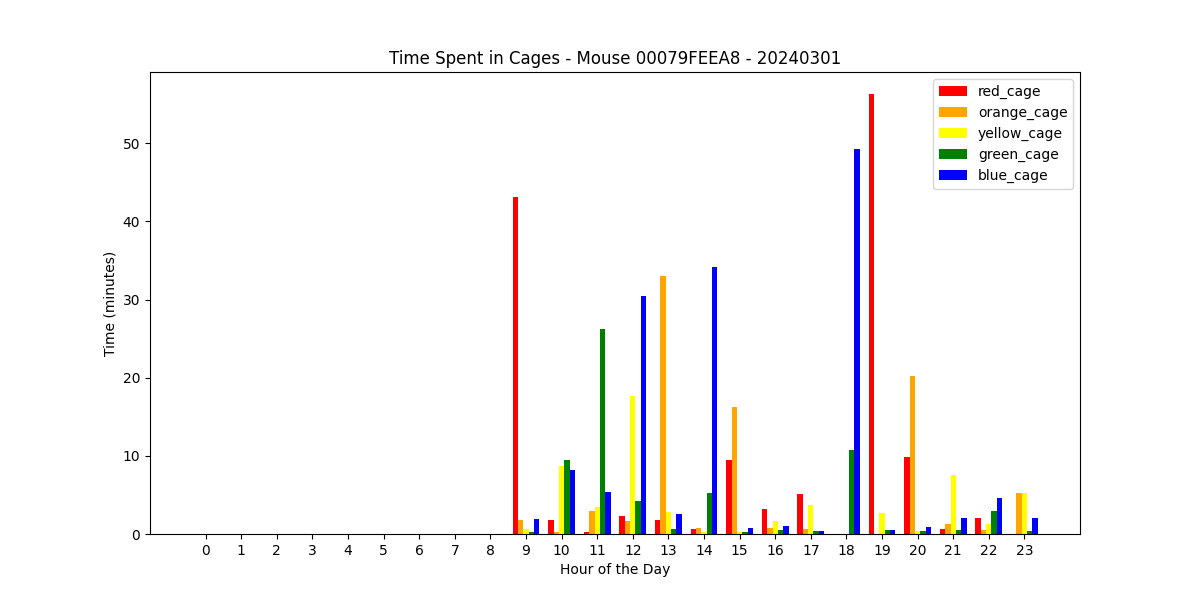 Time Spent in Cages - Mouse 00079FEEA8 - 20240301
red_cage
orange_cage
yellow_cage
green_cage
blue_cage
Time (minutes)
50
40
30
20
10
0
0 1 2 3 4 5 6 7 8 9 10 11 12 13 14 15 16 17 18 19 20 21 22 23
Hour of the Day